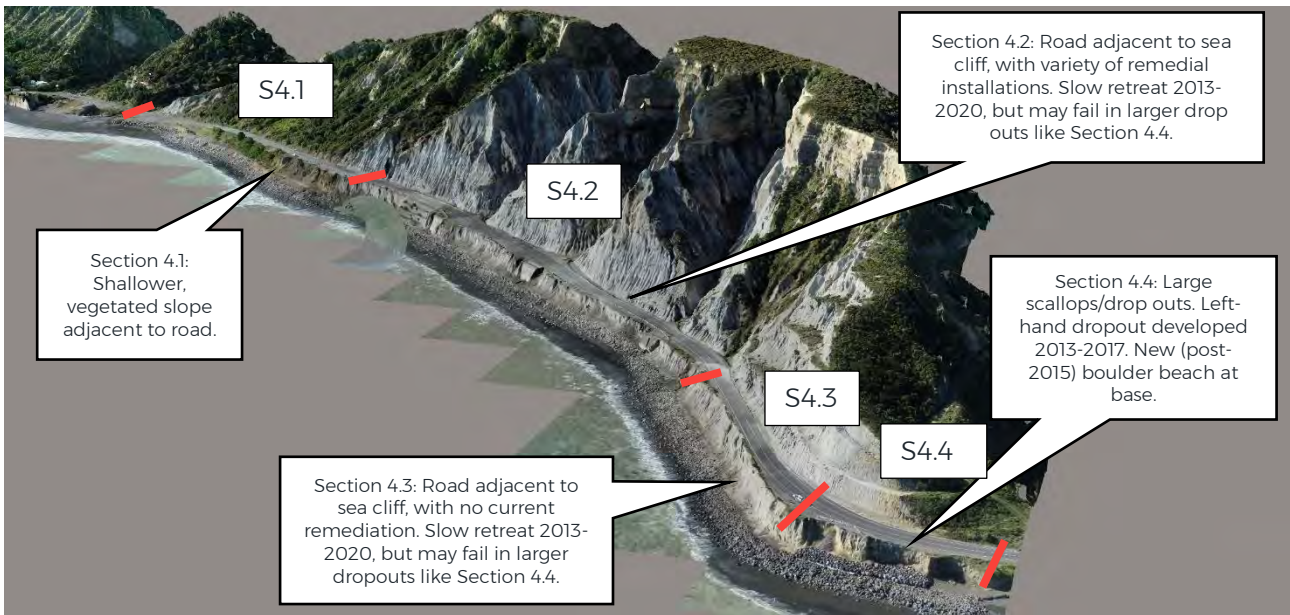 S4.1
Section 4.2: Road adjacent to sea
cliff, with variety of remedial
installations. Slow retreat 2013-
2020, but may fail in larger drop
outs like Section 4.4.
S4.2
Section 4.1:
Shallower,
vegetated slope
adjacent to road.
Section 4.4: Large
scallops/drop outs. Left-
hand dropout developed
2013-2017. New (post-
2015) boulder beach at
base.
S4.3
S4.4
Section 4.3: Road adjacent to
sea cliff, with no current
remediation. Slow retreat 2013-
2020, but may fail in larger
dropouts like Section 4.4.